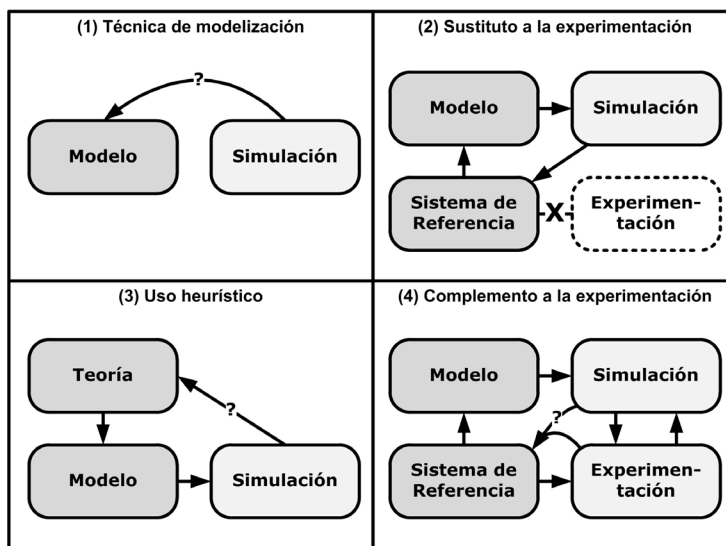 (1) Técnica de modelización
?
Modelo
Simulación
(2) Sustituto a la experimentación
Modelo
Simulación
Sistema de
Referencia
X
Experimen-
tación
(3) Uso heurístico
Teoría
?
Modelo
Simulación
(4) Complemento a la experimentación
Modelo
Simulación
?
Sistema de
Referencia
Experimen-
tación